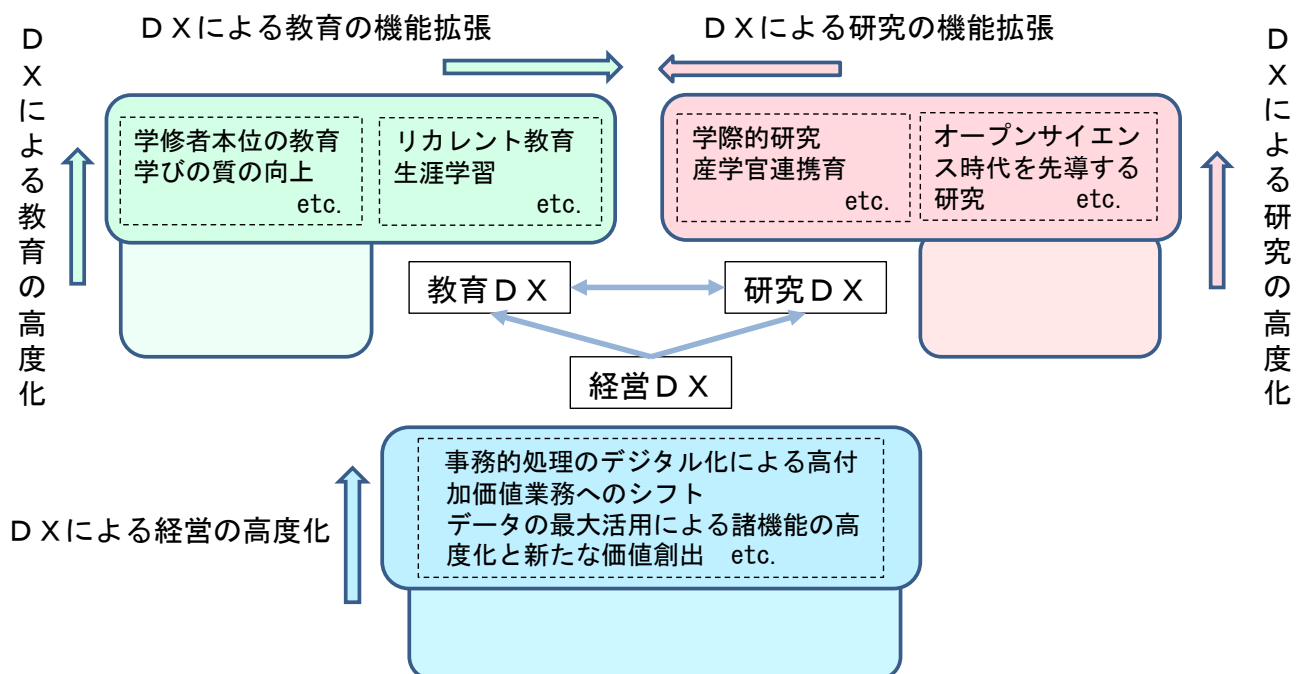 ＤＸによる教育の機能拡張
ＤＸによる研究の機能拡張
ＤＸによる教育の高度化
学修者本位の教育
学びの質の向上
etc.
リカレント教育
生涯学習
etc.
学際的研究
産学官連携育
etc.
オープンサイエン
ス時代を先導する
研究　etc.
ＤＸによる研究の高度化
教育ＤＸ
研究ＤＸ
経営ＤＸ
ＤＸによる経営の高度化
事務的処理のデジタル化による高付
加価値業務へのシフト
データの最大活用による諸機能の高
度化と新たな価値創出　etc.